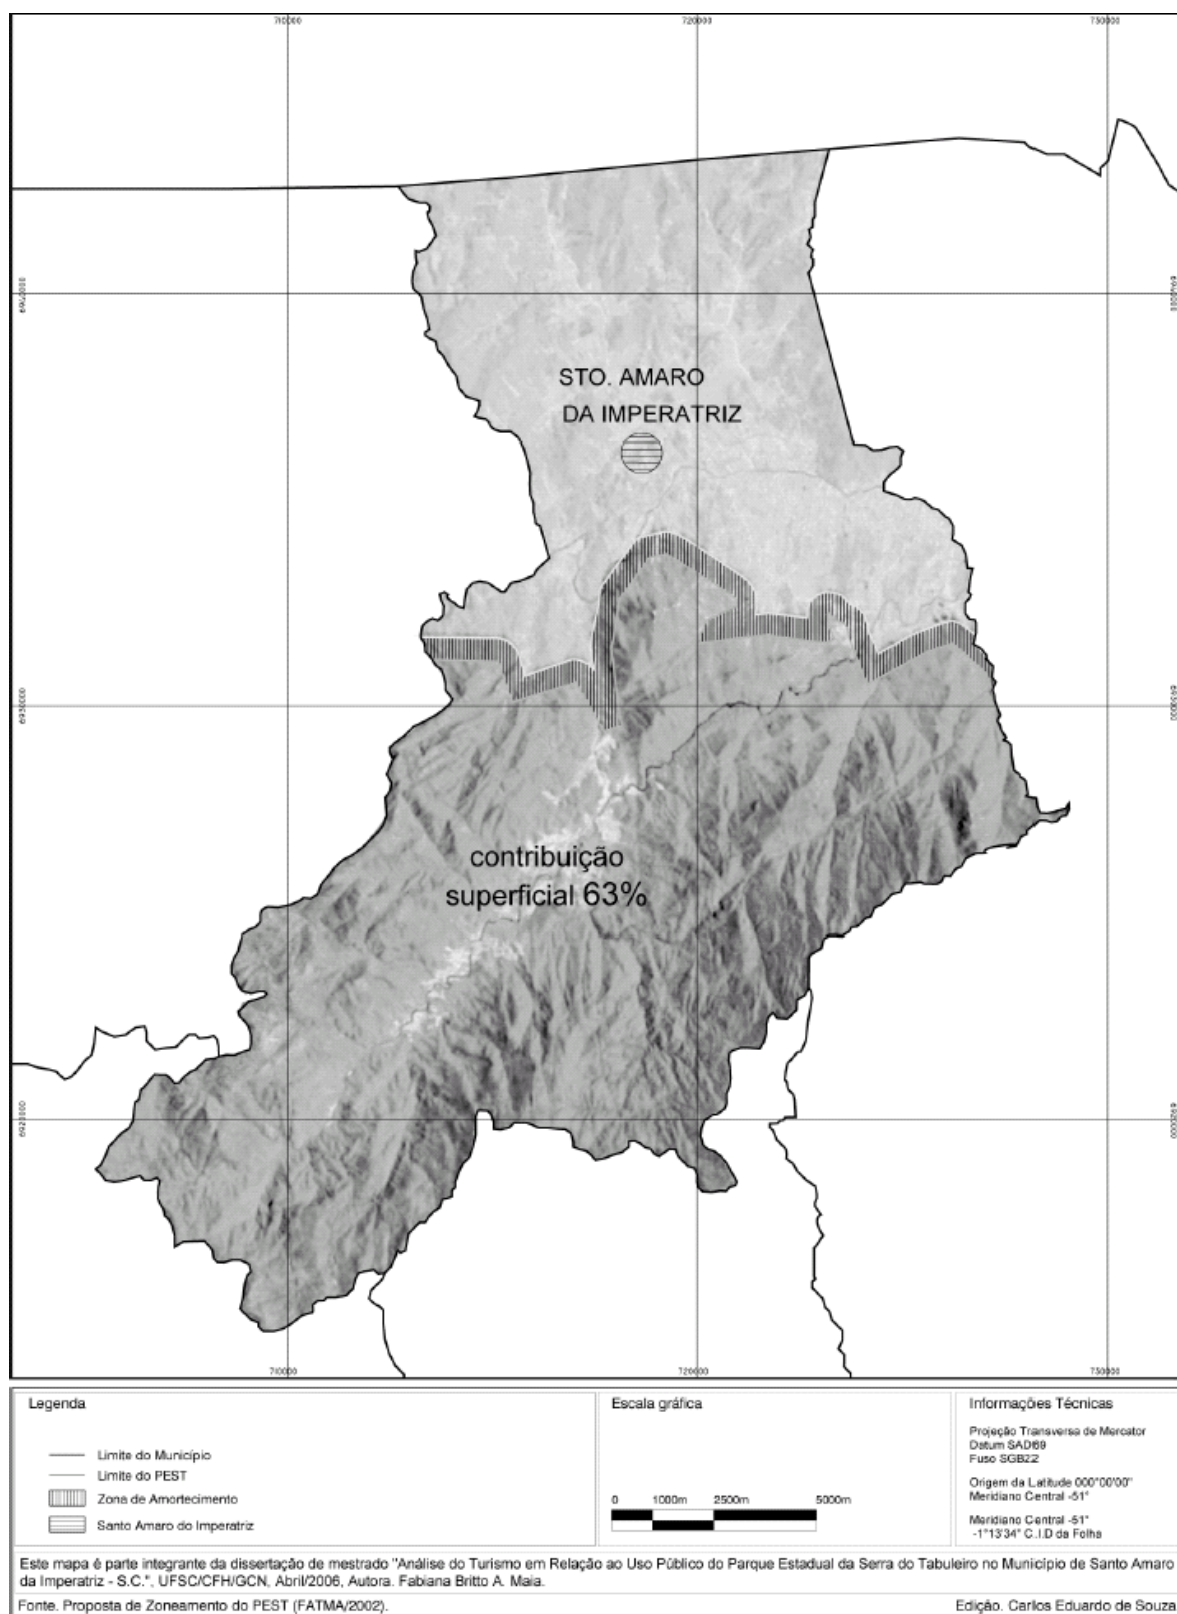 710000 720000 730000
STO. AMARO
DA IMPERATRIZ
6930000 6930000
contribuição
superficial 63%
6920000 6920000
710000 720000 730000
Legenda
Limite do Município
Limite do PEST
Zona de Amortecimento
Santo Amaro do Imperatriz
Escala gráfica
0 1000m 2500m 5000m
Informações Técnicas
Projeção Transversa de Mercator
Datum SAD69
Fuso SGB22
Origem da Latitude 000°00'00"
Meridiano Central -51°
Meridiano Central -51°
-1°13'34" C.I.D da Folha
Este mapa é parte integrante da dissertação de mestrado "Análise do Turismo em Relação ao Uso Público do Parque Estadual da Serra do Tabuleiro no Município de Santo Amaro
da Imperatriz - S.C.", UFSC/CFH/GCN, Abril/2006, Autora. Fabiana Britto A. Maia.
Fonte. Proposta de Zoneamento do PEST (FATMA/2002).
Edição. Carlos Eduardo de Souza.